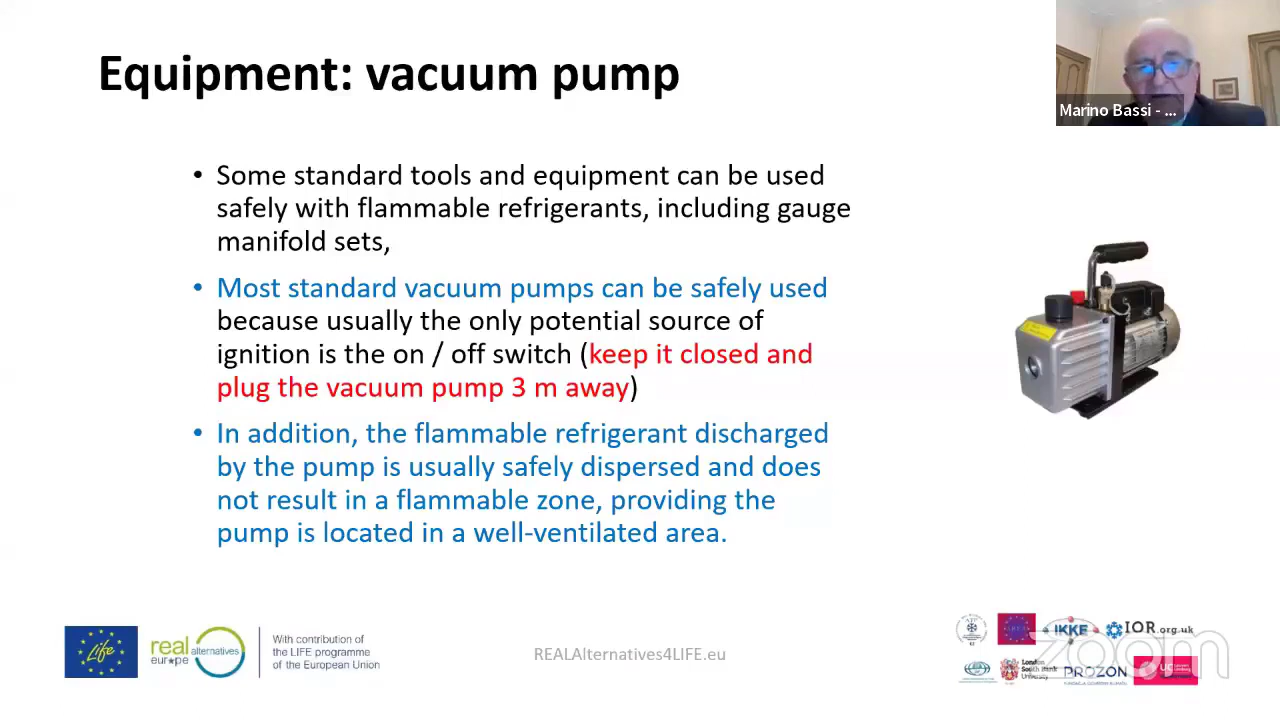 Equipment: vacuum pump
Marino Bassi - ...
• Some standard tools and equipment can be used
safely with flammable refrigerants, including gauge
manifold sets,
• Most standard vacuum pumps can be safely used
because usually the only potential source of
ignition is the on / off switch (keep it closed and
plug the vacuum pump 3 m away)
• In addition, the flammable refrigerant discharged
by the pump is usually safely dispersed and does
not result in a flammable zone, providing the
pump is located in a well-ventilated area.
Life
real alternatives
europe
With contribution of
the LIFE programme
of the European Union
REALAlternatives4LIFE.eu
IKKE
IOR.org.uk
London
South Bank
University
PROZON
zoom